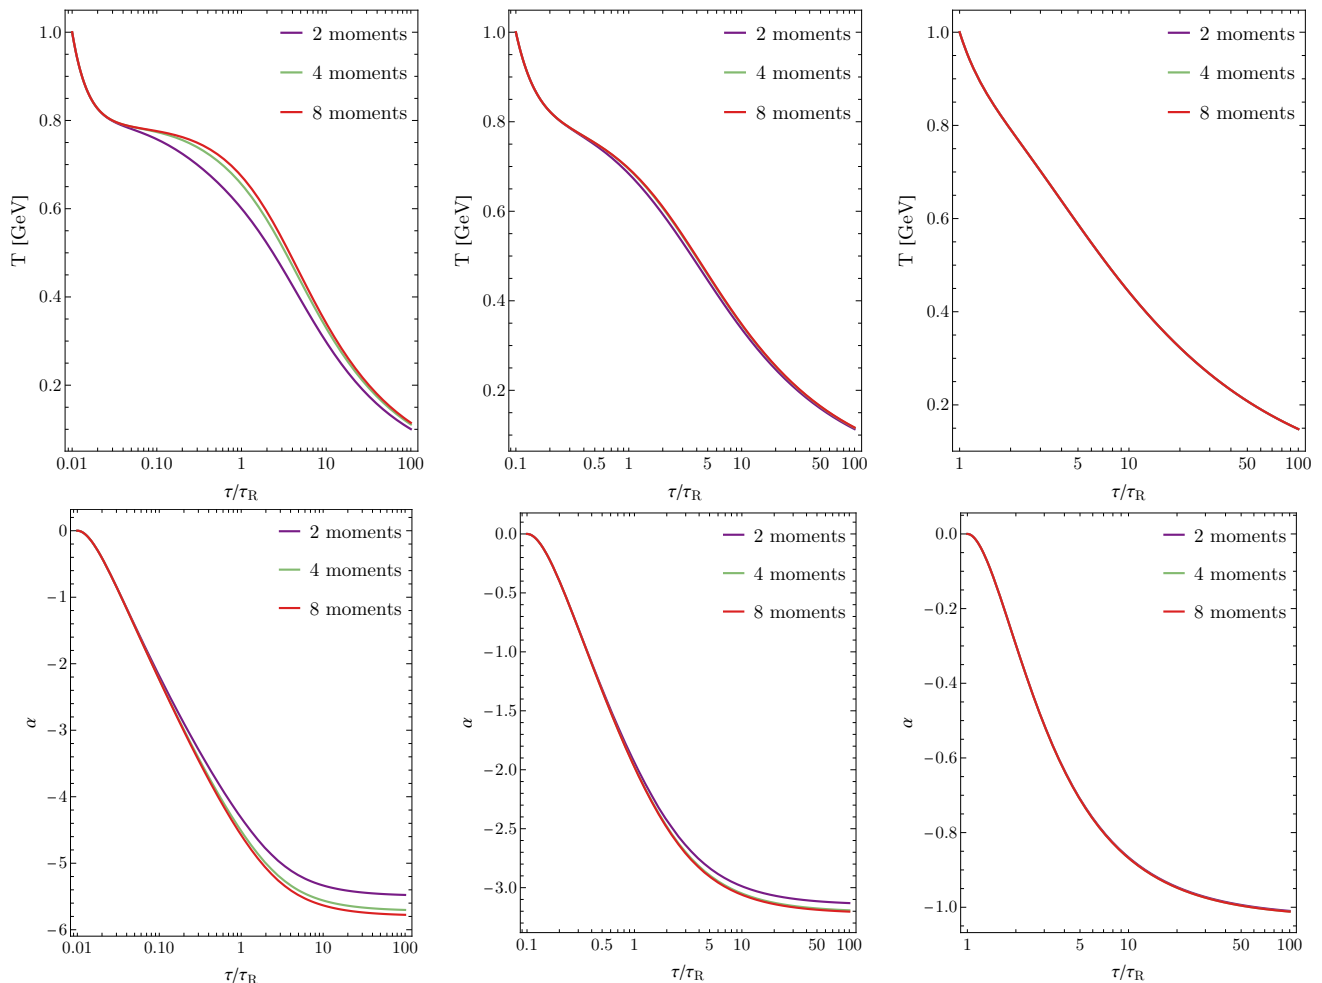 1.0
0.8
0.6
0.4
0.2
T [GeV]
2 moments
4 moments
8 moments
0.01 0.10 1 10 100
τ/τR
1.0
0.8
0.6
0.4
0.2
T [GeV]
2 moments
4 moments
8 moments
0.1 0.5 1 5 10 50 100
τ/τR
1.0
0.8
0.6
0.4
0.2
T [GeV]
2 moments
4 moments
8 moments
1 5 10 50 100
τ/τR
0
−1
−2
−3
−4
−5
−6
α
2 moments
4 moments
8 moments
0.01 0.10 1 10 100
τ/τR
0.0
−0.5
−1.0
−1.5
−2.0
−2.5
−3.0
α
2 moments
4 moments
8 moments
0.1 0.5 1 5 10 50 100
τ/τR
0.0
−0.2
−0.4
−0.6
−0.8
−1.0
α
2 moments
4 moments
8 moments
1 5 10 50 100
τ/τR